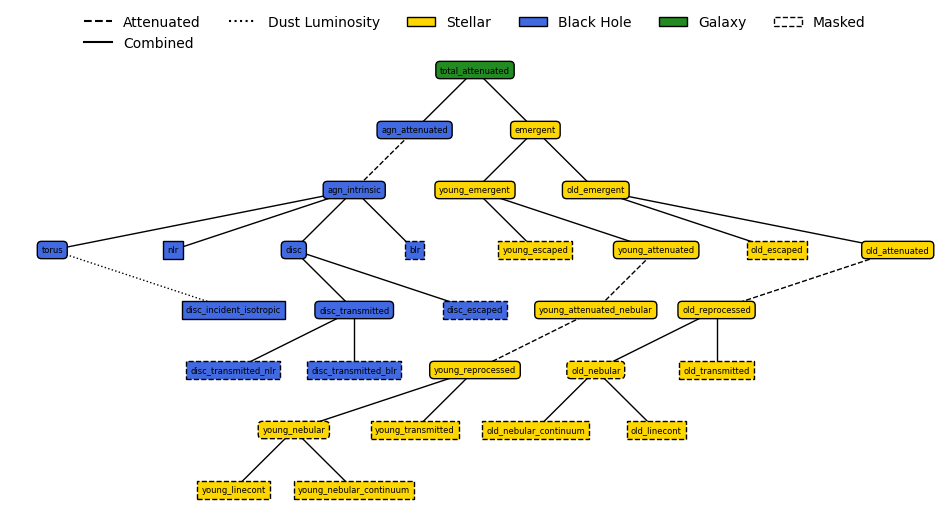 Attenuated Dust Luminosity Stellar Black Hole Galaxy Masked
Combined
total_attenuated
agn_attenuated emergent
agn_intrinsic young_emergent old_emergent
torus nlr disc blr young_escaped young_attenuated old_escaped old_attenuated
disc_incident_isotropic disc_transmitted disc_escaped young_attenuated_nebular old_reprocessed
disc_transmitted_nlr disc_transmitted_blr young_reprocessed old_nebular old_transmitted
young_nebular young_transmitted old_nebular_continuum old_linecont
young_linecont young_nebular_continuum